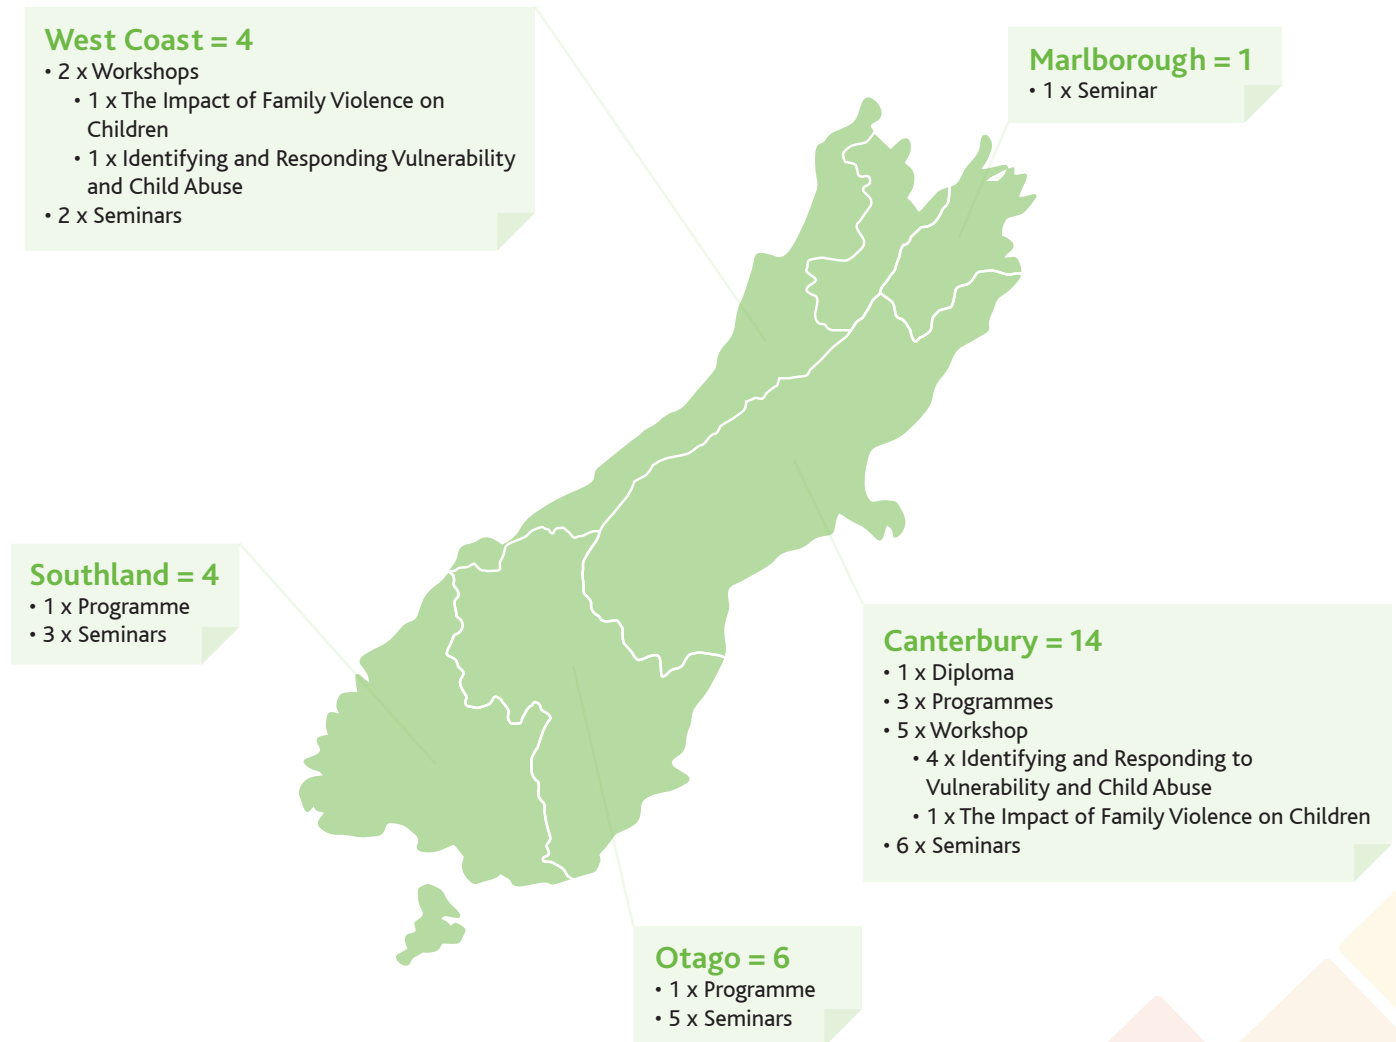 West Coast = 4
• 2 x Workshops
• 1 x The Impact of Family Violence on
Children
• 1 x Identifying and Responding Vulnerability
and Child Abuse
• 2 x Seminars
Marlborough = 1
• 1 x Seminar
Southland = 4
• 1 x Programme
• 3 x Seminars
Canterbury = 14
• 1 x Diploma
• 3 x Programmes
• 5 x Workshop
• 4 x Identifying and Responding to
Vulnerability and Child Abuse
• 1 x The Impact of Family Violence on Children
• 6 x Seminars
Otago = 6
• 1 x Programme
• 5 x Seminars